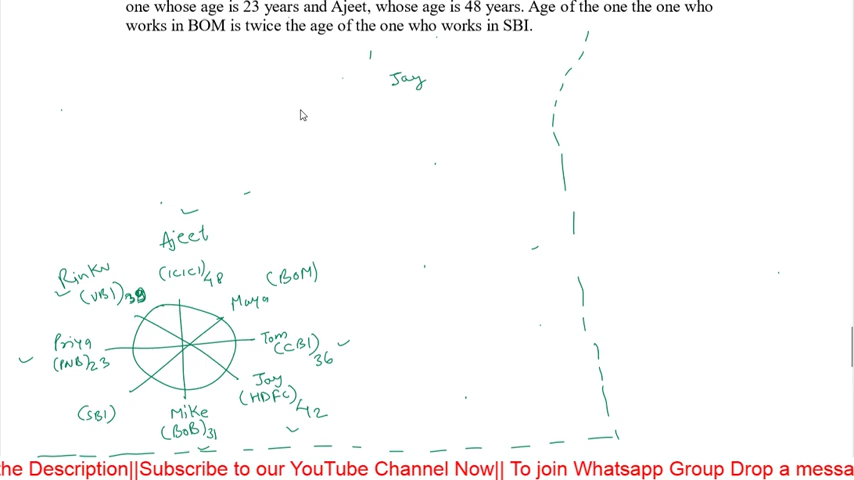 one whose age is 23 years and Ajeet, whose age is 48 years. Age of the one the one who
works in BOM is twice the age of the one who works in SBI.
Jay
Ajeet
(ICICI) 48
Rinku
(UBI)
(BOM)
Maya
Priya
(PNB) 23
Tom
(CBI)
36
Jay
(HDFC)
42
(SBI)
Mike
(BOB) 31
the Description||Subscribe to our YouTube Channel Now|| To join Whatsapp Group Drop a messa